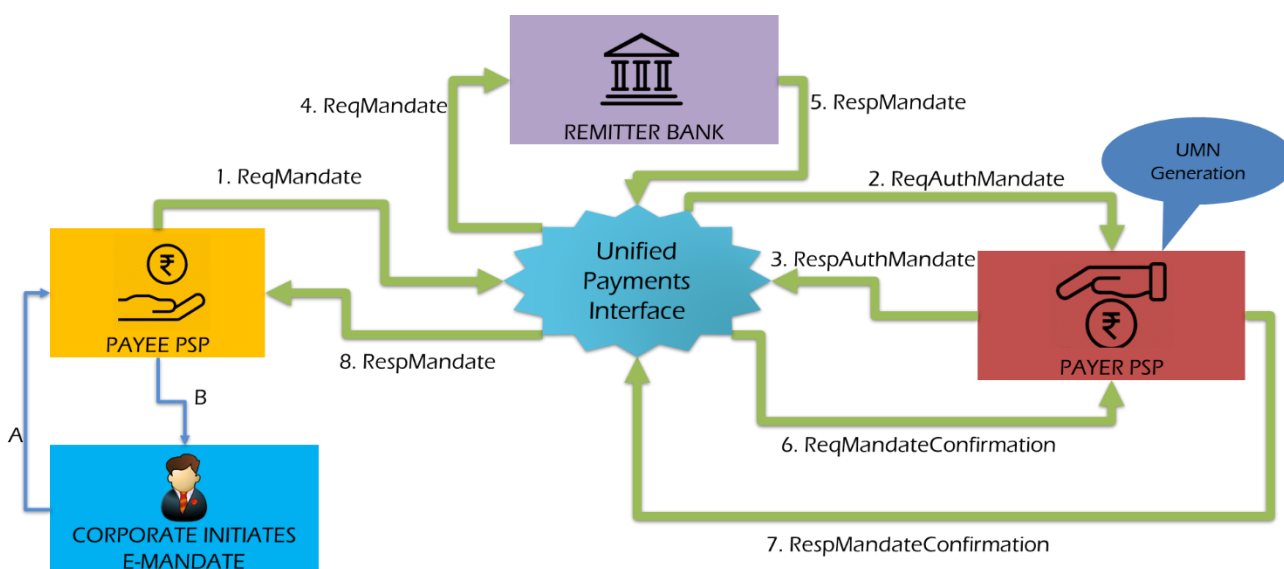 REMITTER BANK
4. ReqMandate
5. RespMandate
UMN
Generation
1. ReqMandate
2. ReqAuthMandate
₹
PAYEE PSP
Unified
Payments
Interface
3. RespAuthMandate
₹
PAYER PSP
8. RespMandate
A
B
6. ReqMandateConfirmation
CORPORATE INITIATES
E-MANDATE
7. RespMandateConfirmation